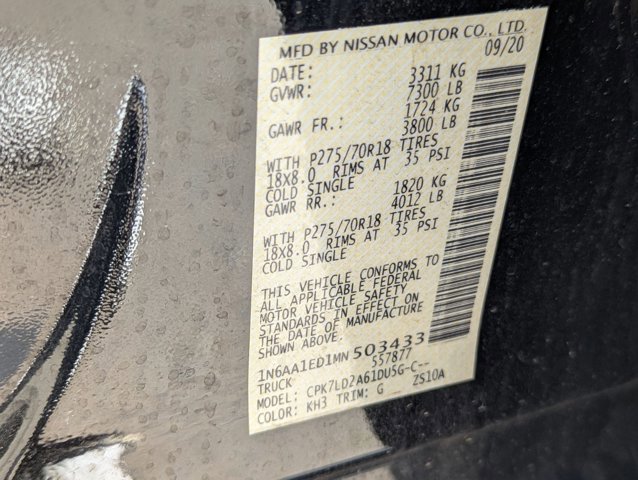 MFD BY NISSAN MOTOR CO., LTD.
DATE: 09/20
GVWR: 3311 KG
7300 LB
GAWR FR.: 1724 KG
3800 LB
WITH P275/70R18 TIRES
18X8.0 RIMS AT 35 PSI
COLD SINGLE
GAWR RR.: 1820 KG
4012 LB
WITH P275/70R18 TIRES
18X8.0 RIMS AT 35 PSI
COLD SINGLE
THIS VEHICLE CONFORMS TO
ALL APPLICABLE FEDERAL
MOTOR VEHICLE SAFETY
STANDARDS IN EFFECT ON
THE DATE OF MANUFACTURE
SHOWN ABOVE.
1N6AA1ED1MN503433
TRUCK 557877
MODEL: CPK7LD2A61DU5G-C--
COLOR: KH3 TRIM: G ZS10A